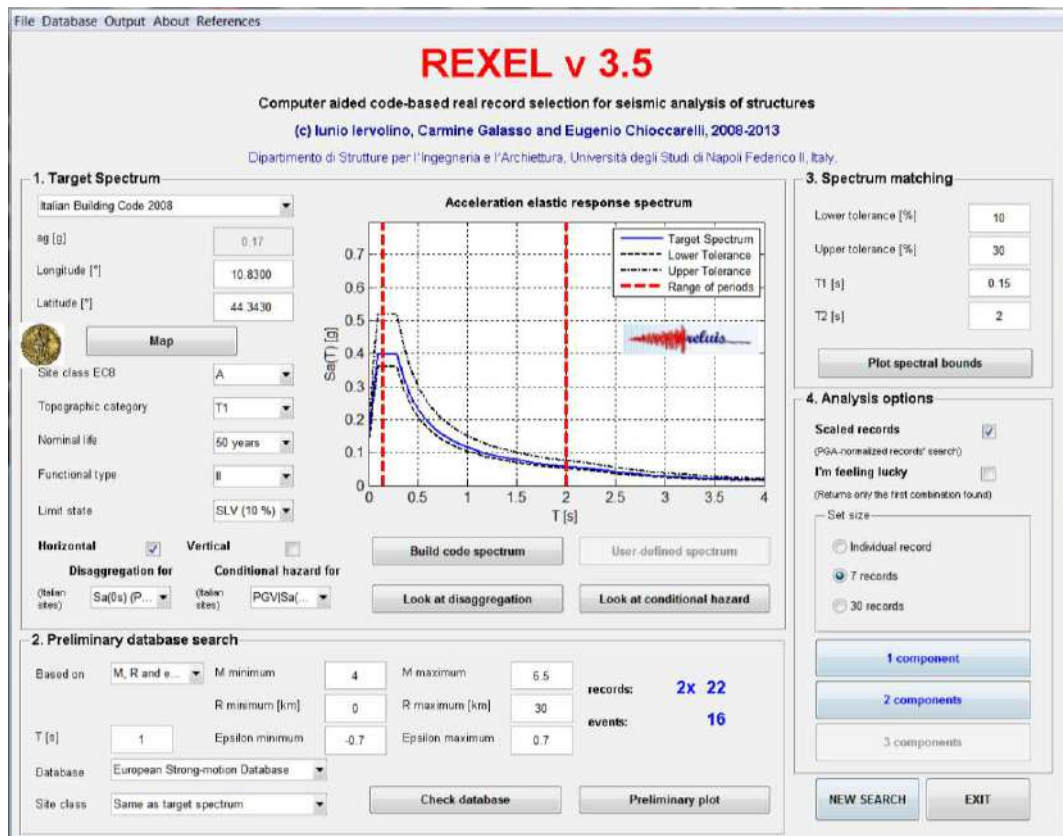 File Database Output About References
REXEL v 3.5
Computer aided code-based real record selection for seismic analysis of structures
(c) Iunio Iervolino, Carmine Galasso and Eugenio Chioccarelli, 2008-2013
Dipartimento di Strutture per l'Ingegneria e l'Archiettura, Università degli Studi di Napoli Federico II, Italy.
1. Target Spectrum
Italian Building Code 2008
ag [g] 0.17
Longitude [°] 10.8300
Latitude [°] 44.3430
Map
Site class EC8 A
Topographic category T1
Nominal life 50 years
Functional type II
Limit state SLV (10 %)
Horizontal Vertical
Disaggregation for Conditional hazard for
(Italian sites) Sa(0s) (P... (Italian sites) PGV|Sa(...
Acceleration elastic response spectrum
Target Spectrum
Lower Tolerance
Upper Tolerance
Range of periods
reluis
Sa(T) [g]
0.7
0.6
0.5
0.4
0.3
0.2
0.1
0
0 0.5 1 1.5 2 2.5 3 3.5 4
T [s]
Build code spectrum User-defined spectrum
Look at disaggregation Look at conditional hazard
2. Preliminary database search
Based on M, R and e... M minimum 4 M maximum 6.5
R minimum [km] 0 R maximum [km] 30
T [s] 1 Epsilon minimum -0.7 Epsilon maximum 0.7
records: 2x 22
events: 16
Database European Strong-motion Database
Site class Same as target spectrum
Check database Preliminary plot
3. Spectrum matching
Lower tolerance [%] 10
Upper tolerance [%] 30
T1 [s] 0.15
T2 [s] 2
Plot spectral bounds
4. Analysis options
Scaled records
(PGA-normalized records' search)
I'm feeling lucky
(Returns only the first combination found)
Set size
Individual record
7 records
30 records
1 component
2 components
3 components
NEW SEARCH EXIT